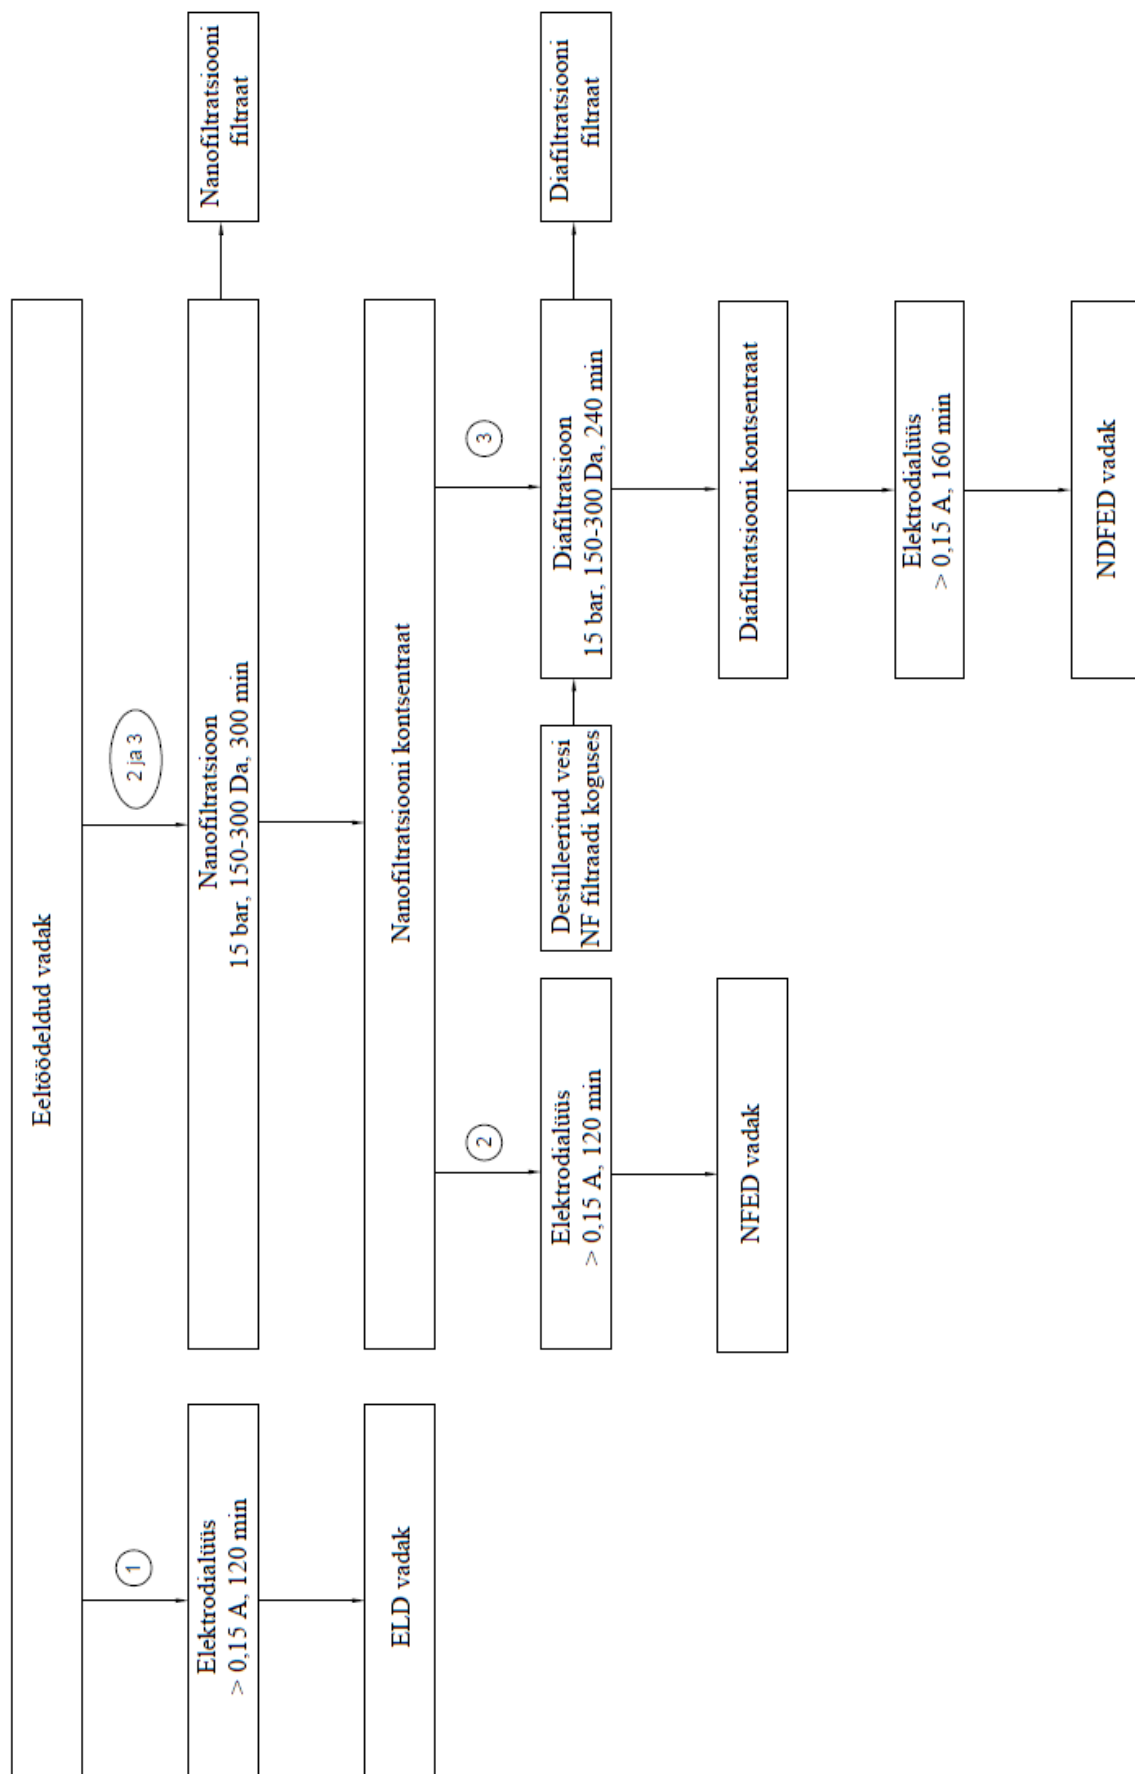 Eeltöödeldud vadak
1
2 ja 3
Elektrodialüüs
> 0,15 A, 120 min
Nanofiltratsioon
15 bar, 150-300 Da, 300 min
Nanofiltratsiooni
filtraat
ELD vadak
Nanofiltratsiooni kontsentraat
2
3
Elektrodialüüs
> 0,15 A, 120 min
Destilleeritud vesi
NF filtraadi koguses
Diafiltratsioon
15 bar, 150-300 Da, 240 min
Diafiltratsiooni
filtraat
NFED vadak
Diafiltratsiooni kontsentraat
Elektrodialüüs
> 0,15 A, 160 min
NDFED vadak